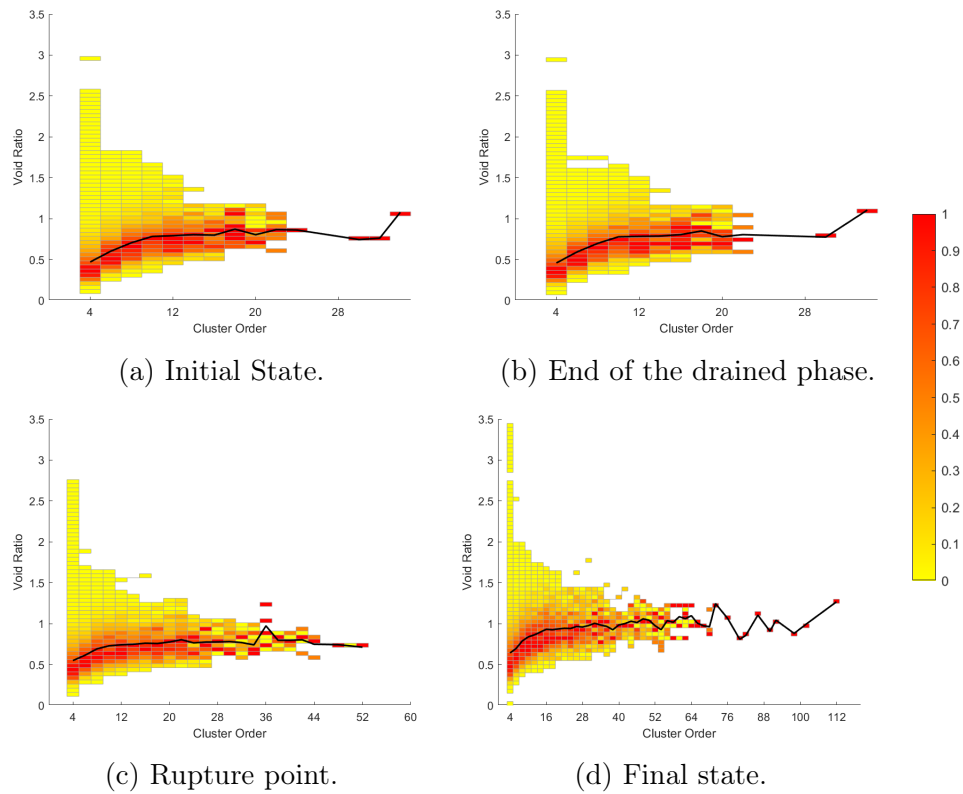 3.5
3
2.5
2
1.5
1
0.5
0
Void Ratio
4 12 20 28
Cluster Order
(a) Initial State.
3.5
3
2.5
2
1.5
1
0.5
0
Void Ratio
4 12 20 28
Cluster Order
(b) End of the drained phase.
1
0.9
0.8
0.7
0.6
0.5
0.4
0.3
0.2
0.1
0
3.5
3
2.5
2
1.5
1
0.5
0
Void Ratio
4 12 20 28 36 44 52 60
Cluster Order
(c) Rupture point.
3.5
3
2.5
2
1.5
1
0.5
0
Void Ratio
4 16 28 40 52 64 76 88 100 112
Cluster Order
(d) Final state.